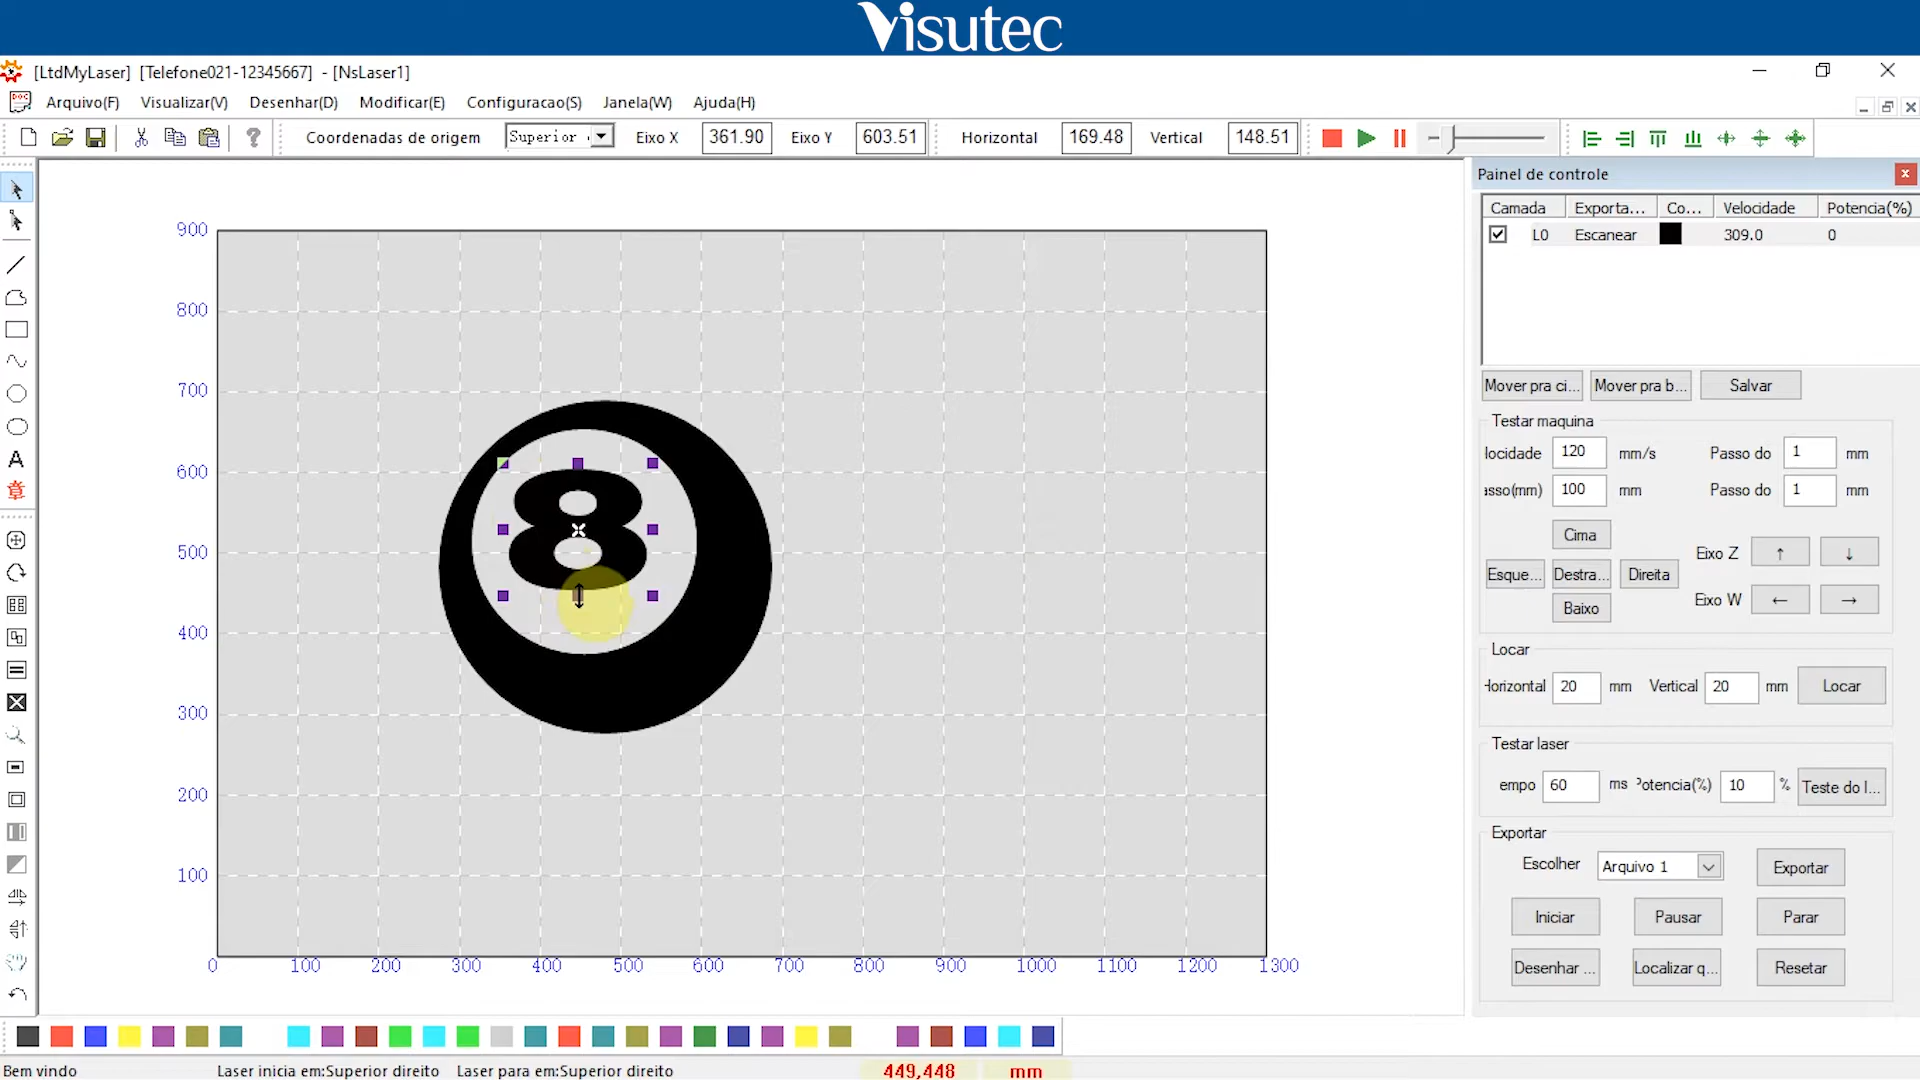 Visutec
[LtdMyLaser] [Telefone021-12345667] - [NsLaser1]
Arquivo(F) Visualizar(V) Desenhar(D) Modificar(E) Configuracao(S) Janela(W) Ajuda(H)
Coordenadas de origem Superior Eixo X 361.90 Eixo Y 603.51 Horizontal 169.48 Vertical 148.51
Painel de controle
Camada Exporta... Co... Velocidade Potencia(%)
L0 Escanear 309.0 0
Mover pra ci... Mover pra b... Salvar
Testar maquina
locidade 120 mm/s Passo do 1 mm
asso(mm) 100 mm Passo do 1 mm
Cima
Eixo Z ↑ ↓
Esque... Destra... Direita
Eixo W ← →
Baixo
Locar
Horizontal 20 mm Vertical 20 mm Locar
Testar laser
empo 60 ms Potencia(%) 10 % Teste do l...
Exportar
Escolher Arquivo 1 Exportar
Iniciar Pausar Parar
Desenhar ... Localizar q... Resetar
900
800
700
600
500
400
300
200
100
0 100 200 300 400 500 600 700 800 900 1000 1100 1200 1300
8
A
章
Bem vindo Laser inicia em:Superior direito Laser para em:Superior direito 449,448 mm